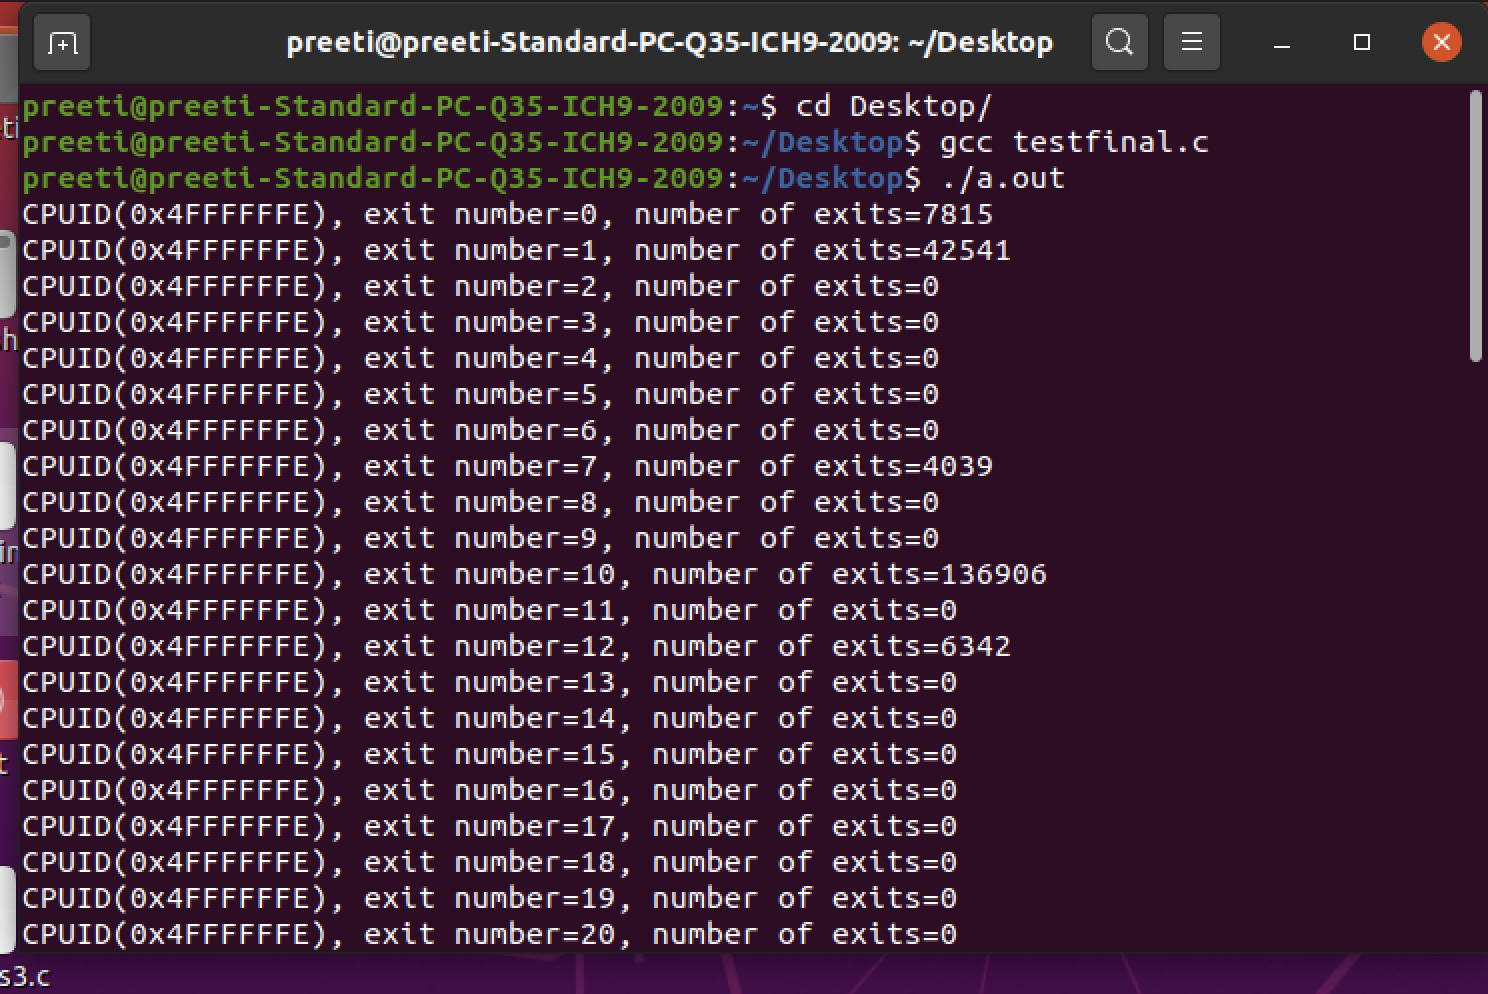 preeti@preeti-Standard-PC-Q35-ICH9-2009: ~/Desktop
preeti@preeti-Standard-PC-Q35-ICH9-2009:~$ cd Desktop/
preeti@preeti-Standard-PC-Q35-ICH9-2009:~/Desktop$ gcc testfinal.c
preeti@preeti-Standard-PC-Q35-ICH9-2009:~/Desktop$ ./a.out
CPUID(0x4FFFFFFE), exit number=0, number of exits=7815
CPUID(0x4FFFFFFE), exit number=1, number of exits=42541
CPUID(0x4FFFFFFE), exit number=2, number of exits=0
CPUID(0x4FFFFFFE), exit number=3, number of exits=0
CPUID(0x4FFFFFFE), exit number=4, number of exits=0
CPUID(0x4FFFFFFE), exit number=5, number of exits=0
CPUID(0x4FFFFFFE), exit number=6, number of exits=0
CPUID(0x4FFFFFFE), exit number=7, number of exits=4039
CPUID(0x4FFFFFFE), exit number=8, number of exits=0
CPUID(0x4FFFFFFE), exit number=9, number of exits=0
CPUID(0x4FFFFFFE), exit number=10, number of exits=136906
CPUID(0x4FFFFFFE), exit number=11, number of exits=0
CPUID(0x4FFFFFFE), exit number=12, number of exits=6342
CPUID(0x4FFFFFFE), exit number=13, number of exits=0
CPUID(0x4FFFFFFE), exit number=14, number of exits=0
CPUID(0x4FFFFFFE), exit number=15, number of exits=0
CPUID(0x4FFFFFFE), exit number=16, number of exits=0
CPUID(0x4FFFFFFE), exit number=17, number of exits=0
CPUID(0x4FFFFFFE), exit number=18, number of exits=0
CPUID(0x4FFFFFFE), exit number=19, number of exits=0
CPUID(0x4FFFFFFE), exit number=20, number of exits=0
s3.c